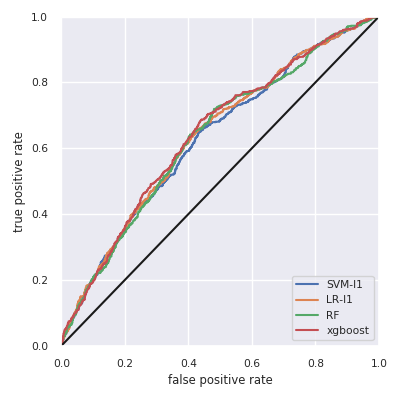 1.0
0.8
0.6
0.4
0.2
0.0
true positive rate
0.0 0.2 0.4 0.6 0.8 1.0
false positive rate
SVM-l1
LR-l1
RF
xgboost